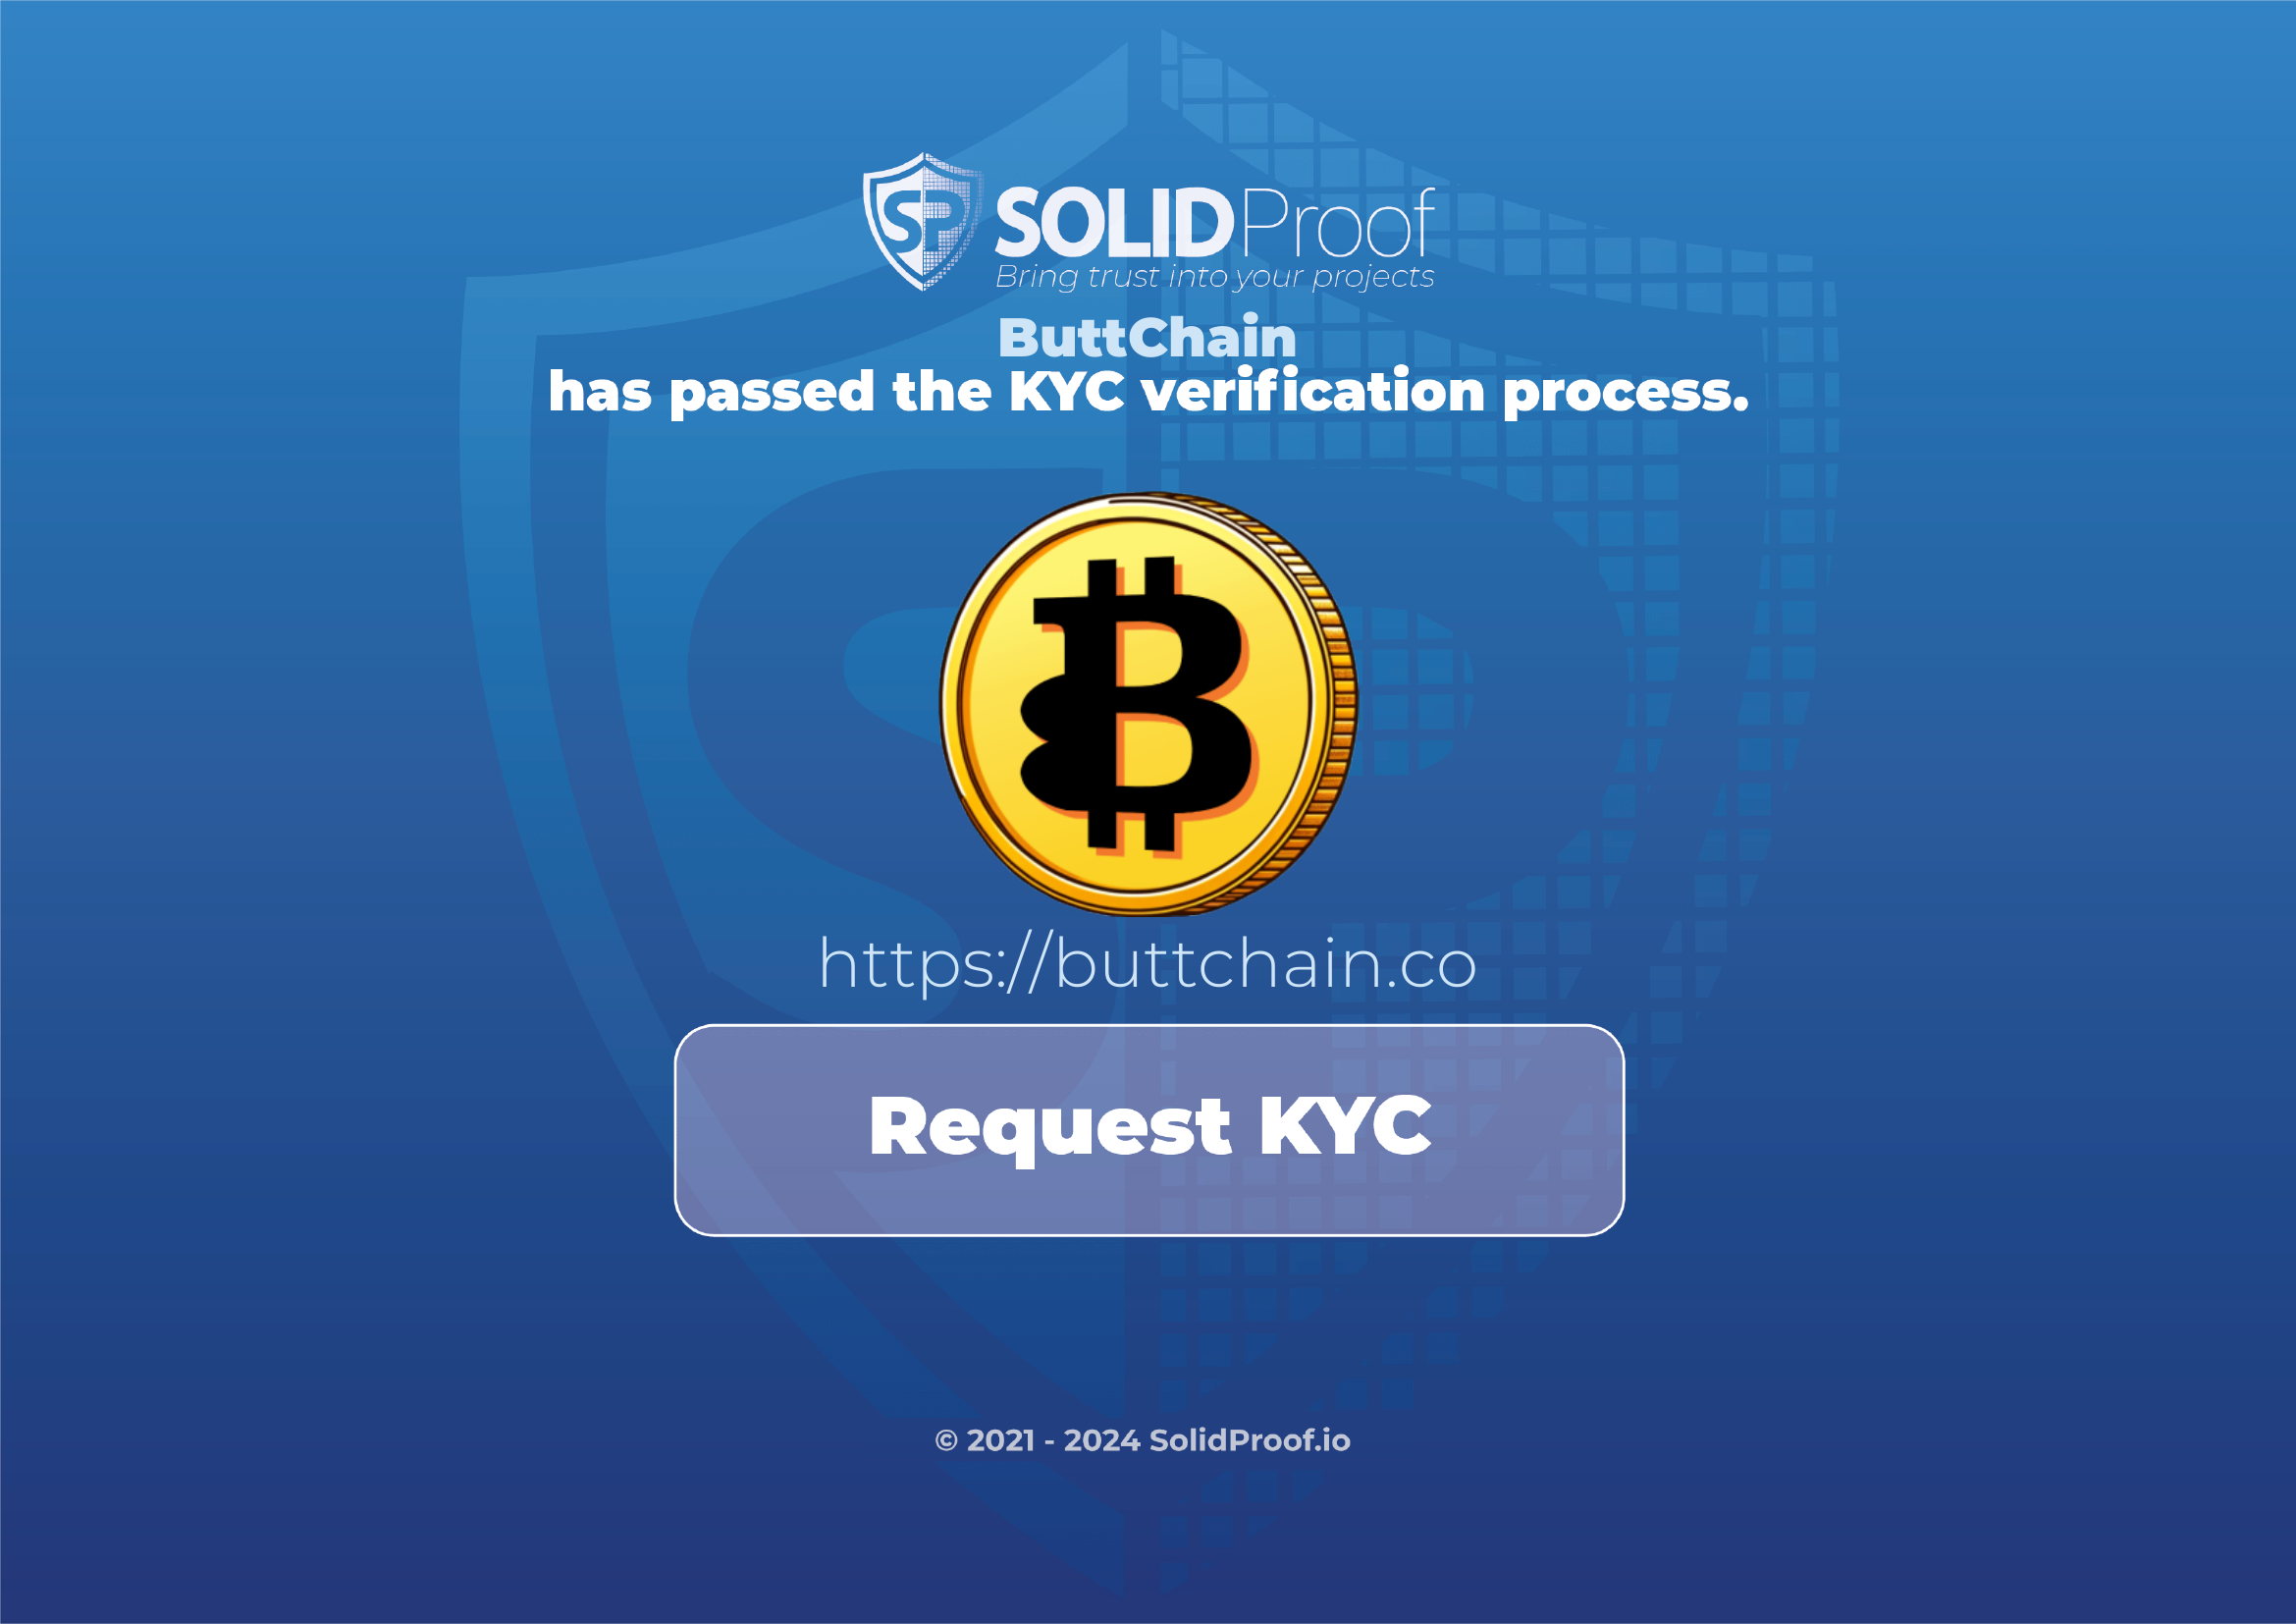 SP SOLIDProof
Bring trust into your projects
ButtChain
has passed the KYC verification process.
B
https://buttchain.co
Request KYC
© 2021 - 2024 SolidProof.io